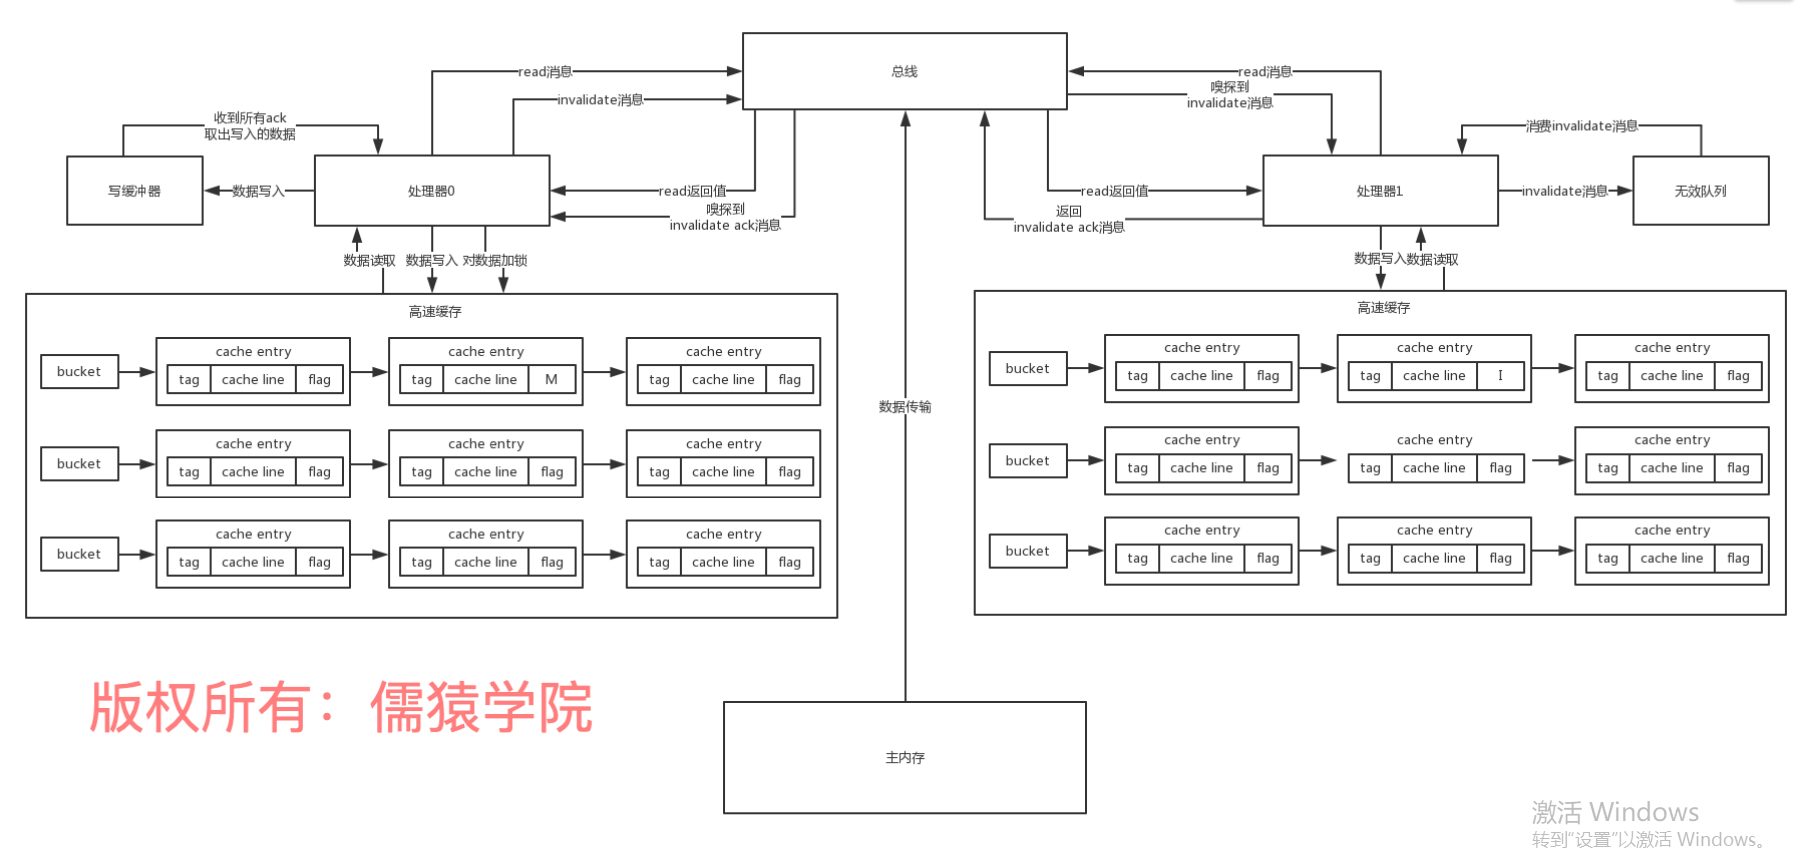 总线
read消息
invalidate消息
收到所有ack
取出写入的数据
写缓冲器
数据写入
处理器0
read返回值
嗅探到
invalidate ack消息
read消息
嗅探到
invalidate消息
消费invalidate消息
read返回值
返回
invalidate ack消息
处理器1
invalidate消息
无效队列
数据读取
数据写入
对数据加锁
数据写入
数据读取
高速缓存
bucket
cache entry
tag cache line flag
cache entry
tag cache line M
cache entry
tag cache line flag
bucket
cache entry
tag cache line flag
cache entry
tag cache line flag
cache entry
tag cache line flag
bucket
cache entry
tag cache line flag
cache entry
tag cache line flag
cache entry
tag cache line flag
数据传输
高速缓存
bucket
cache entry
tag cache line flag
cache entry
tag cache line I
cache entry
tag cache line flag
bucket
cache entry
tag cache line flag
cache entry
tag cache line flag
cache entry
tag cache line flag
bucket
cache entry
tag cache line flag
cache entry
tag cache line flag
cache entry
tag cache line flag
版权所有：儒猿学院
主内存
激活 Windows
转到“设置”以激活 Windows。